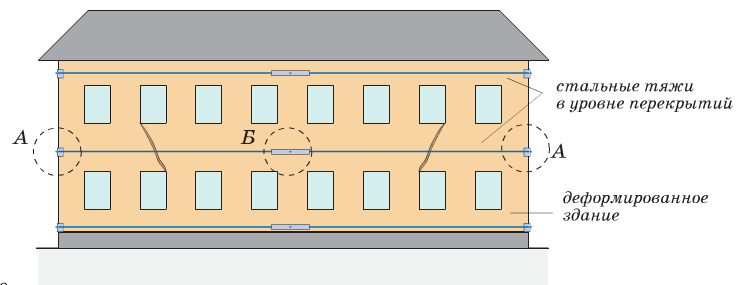 стальные тяжи
в уровне перекрытий
А
Б
А
деформированное
здание